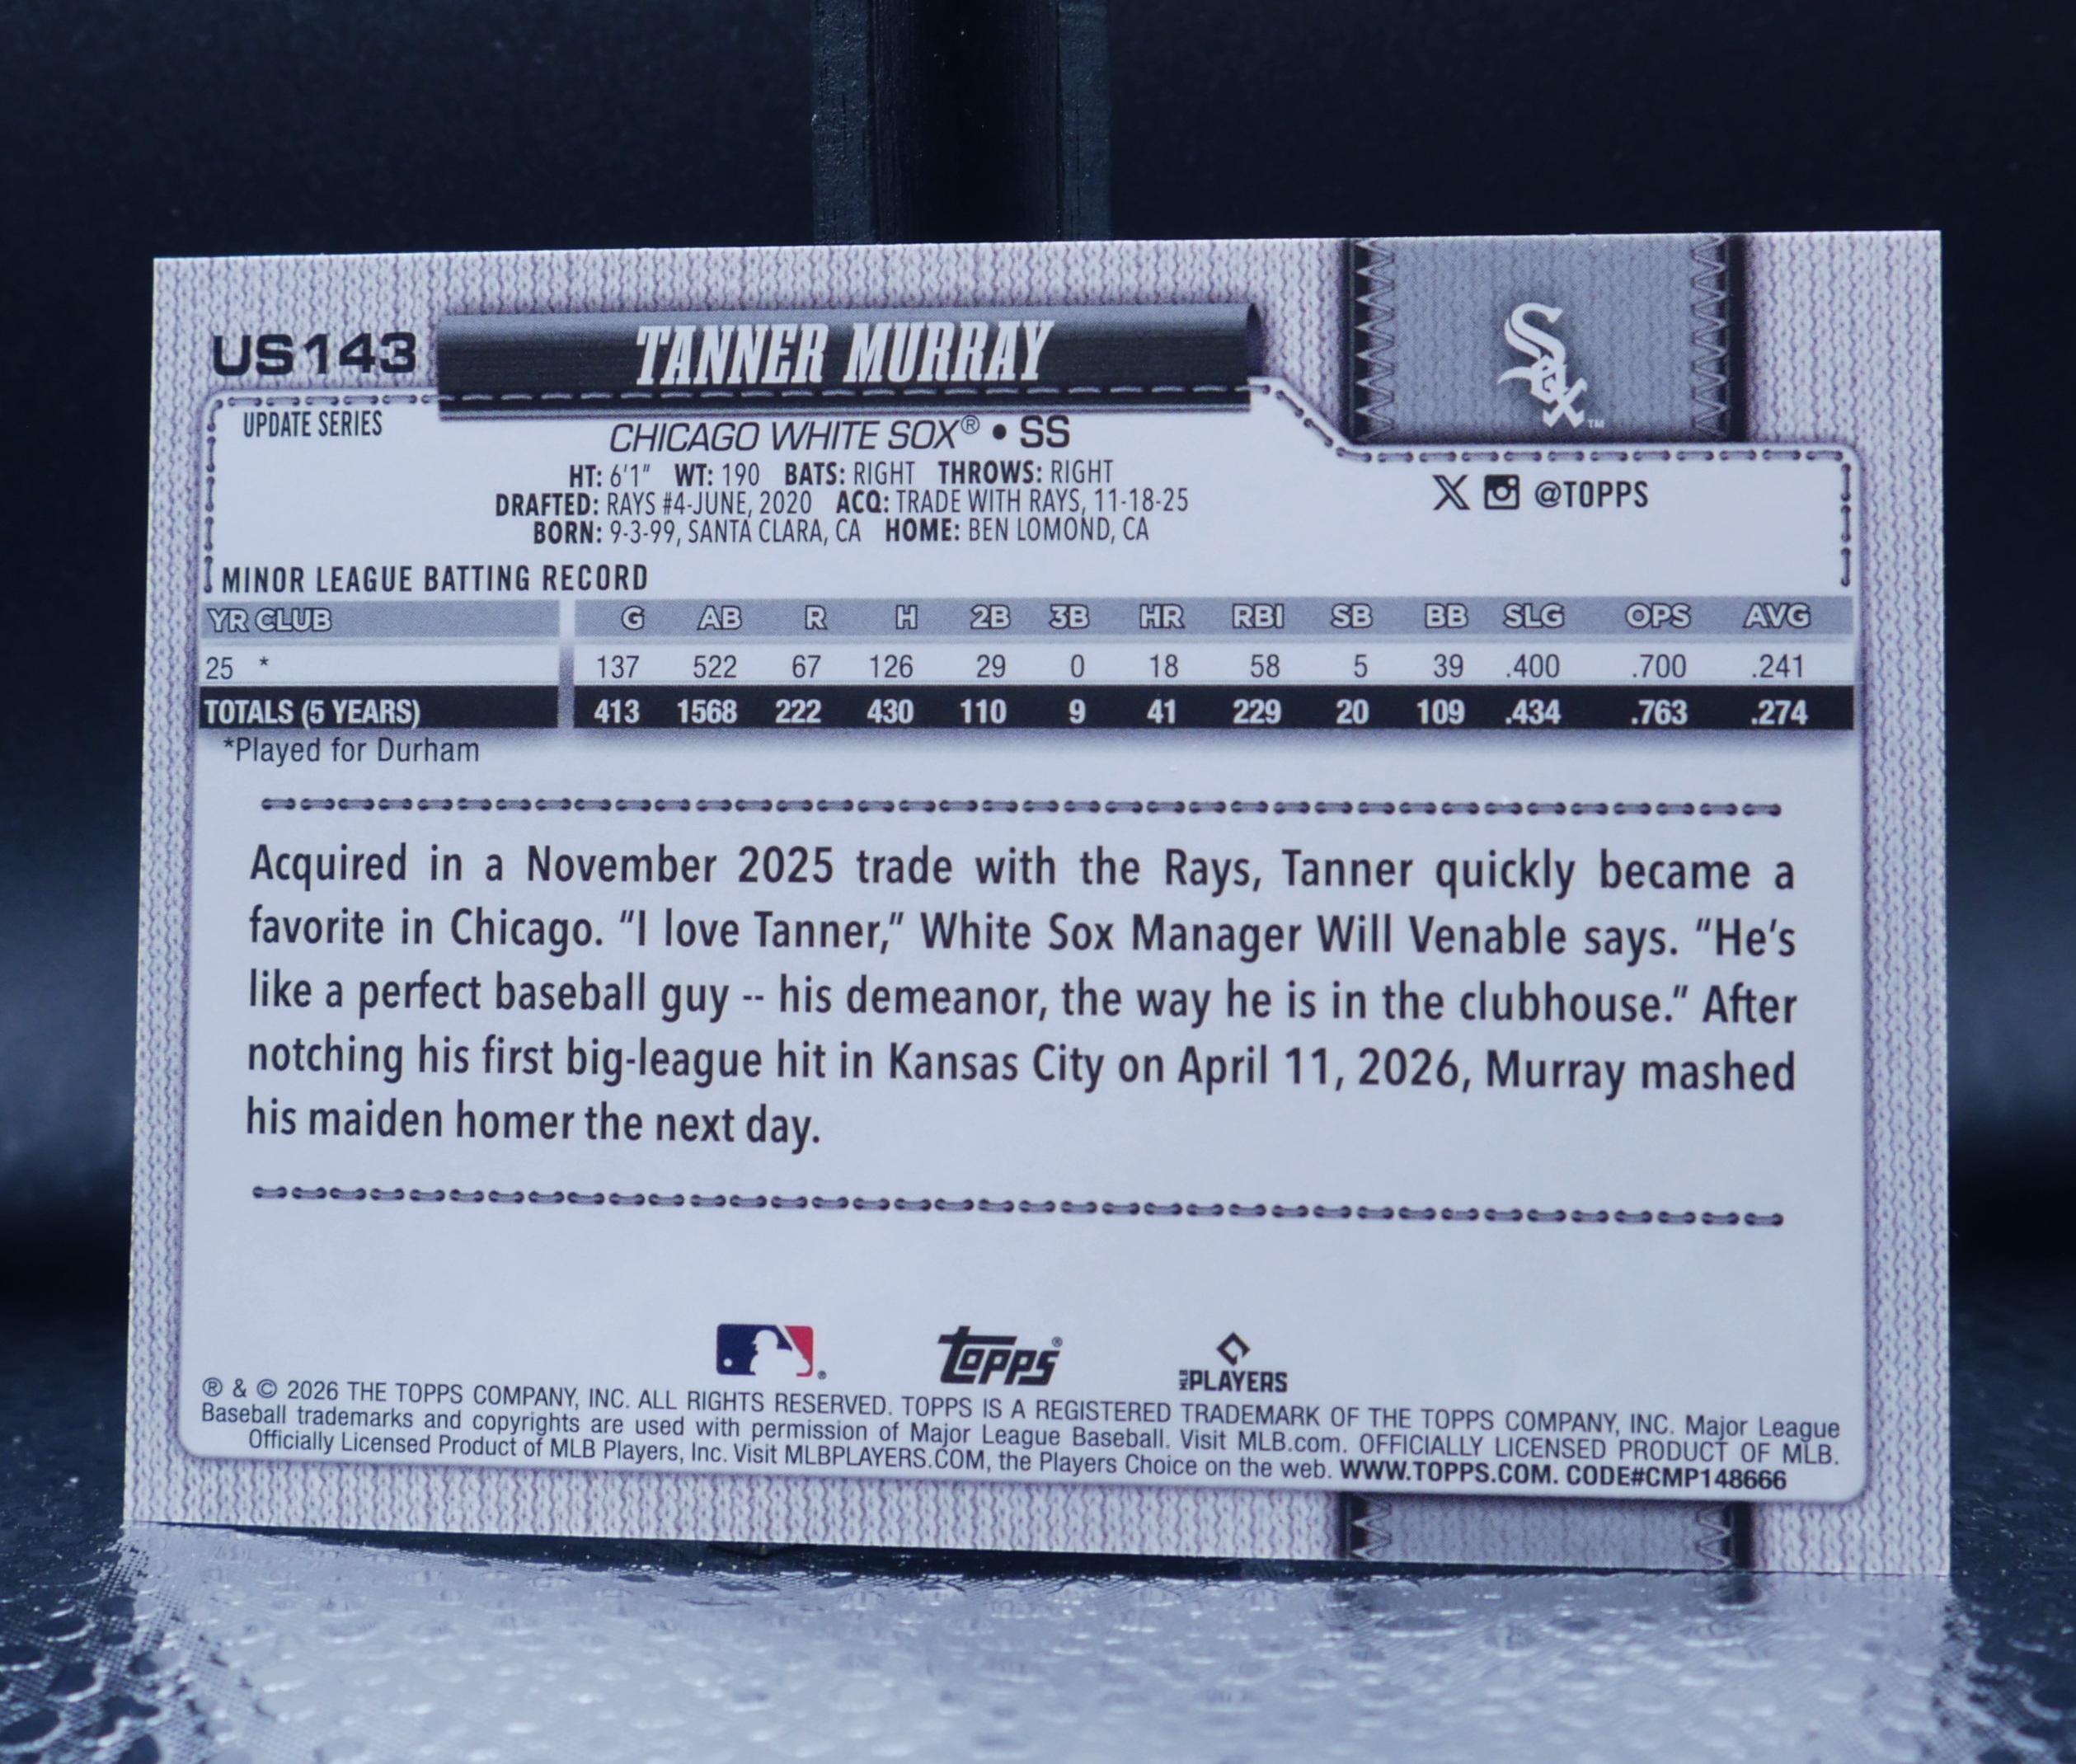 US143
TANNER MURRAY
Sox
™
UPDATE SERIES
CHICAGO WHITE SOX® • SS
HT: 6'1" WT: 190 BATS: RIGHT THROWS: RIGHT
DRAFTED: RAYS #4-JUNE, 2020 ACQ: TRADE WITH RAYS, 11-18-25
BORN: 9-3-99, SANTA CLARA, CA HOME: BEN LOMOND, CA
X @TOPPS
MINOR LEAGUE BATTING RECORD
YR CLUB G AB R H 2B 3B HR RBI SB BB SLG OPS AVG
25 * 137 522 67 126 29 0 18 58 5 39 .400 .700 .241
TOTALS (5 YEARS) 413 1568 222 430 110 9 41 229 20 109 .434 .763 .274
*Played for Durham
Acquired in a November 2025 trade with the Rays, Tanner quickly became a
favorite in Chicago. “I love Tanner,” White Sox Manager Will Venable says. “He’s
like a perfect baseball guy -- his demeanor, the way he is in the clubhouse.” After
notching his first big-league hit in Kansas City on April 11, 2026, Murray mashed
his maiden homer the next day.
®
topps®
MLB PLAYERS
® & © 2026 THE TOPPS COMPANY, INC. ALL RIGHTS RESERVED. TOPPS IS A REGISTERED TRADEMARK OF THE TOPPS COMPANY, INC. Major League
Baseball trademarks and copyrights are used with permission of Major League Baseball. Visit MLB.com. OFFICIALLY LICENSED PRODUCT OF MLB.
Officially Licensed Product of MLB Players, Inc. Visit MLBPLAYERS.COM, the Players Choice on the web. WWW.TOPPS.COM. CODE#CMP148666